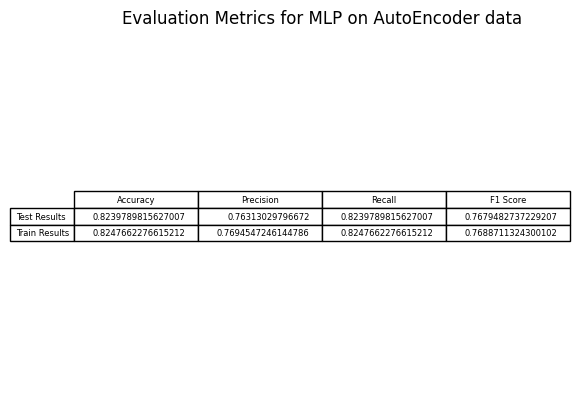 Evaluation Metrics for MLP on AutoEncoder data
Accuracy Precision Recall F1 Score
Test Results 0.8239789815627007 0.76313029796672 0.8239789815627007 0.7679482737229207
Train Results 0.8247662276615212 0.7694547246144786 0.8247662276615212 0.7688711324300102